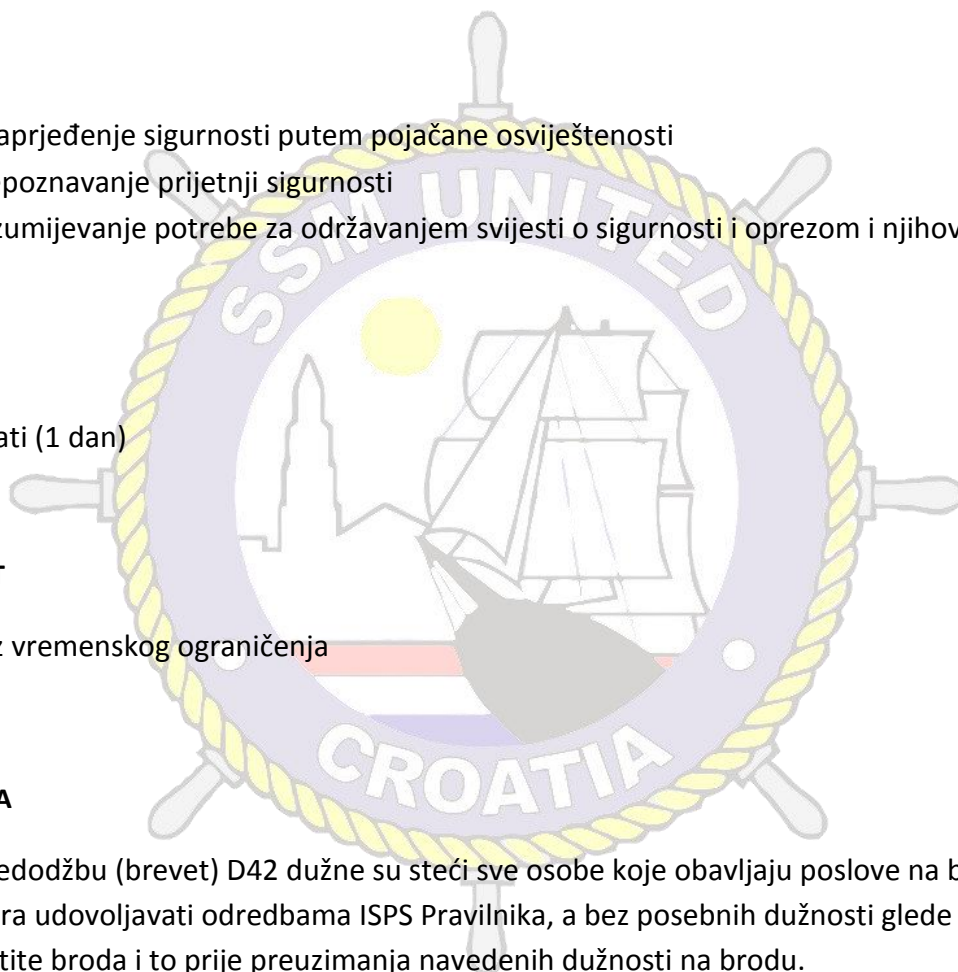 aprjeđenje sigurnosti putem pojačane osviještenosti
poznavanje prijetnji sigurnosti
zumijevanje potrebe za održavanjem svijesti o sigurnosti i oprezom i njihov
SSM UNITED
ati (1 dan)
z vremenskog ograničenja
CROATIA
A
edodžbu (brevet) D42 dužne su steći sve osobe koje obavljaju poslove na b
ra udovoljavati odredbama ISPS Pravilnika, a bez posebnih dužnosti glede
tite broda i to prije preuzimanja navedenih dužnosti na brodu.